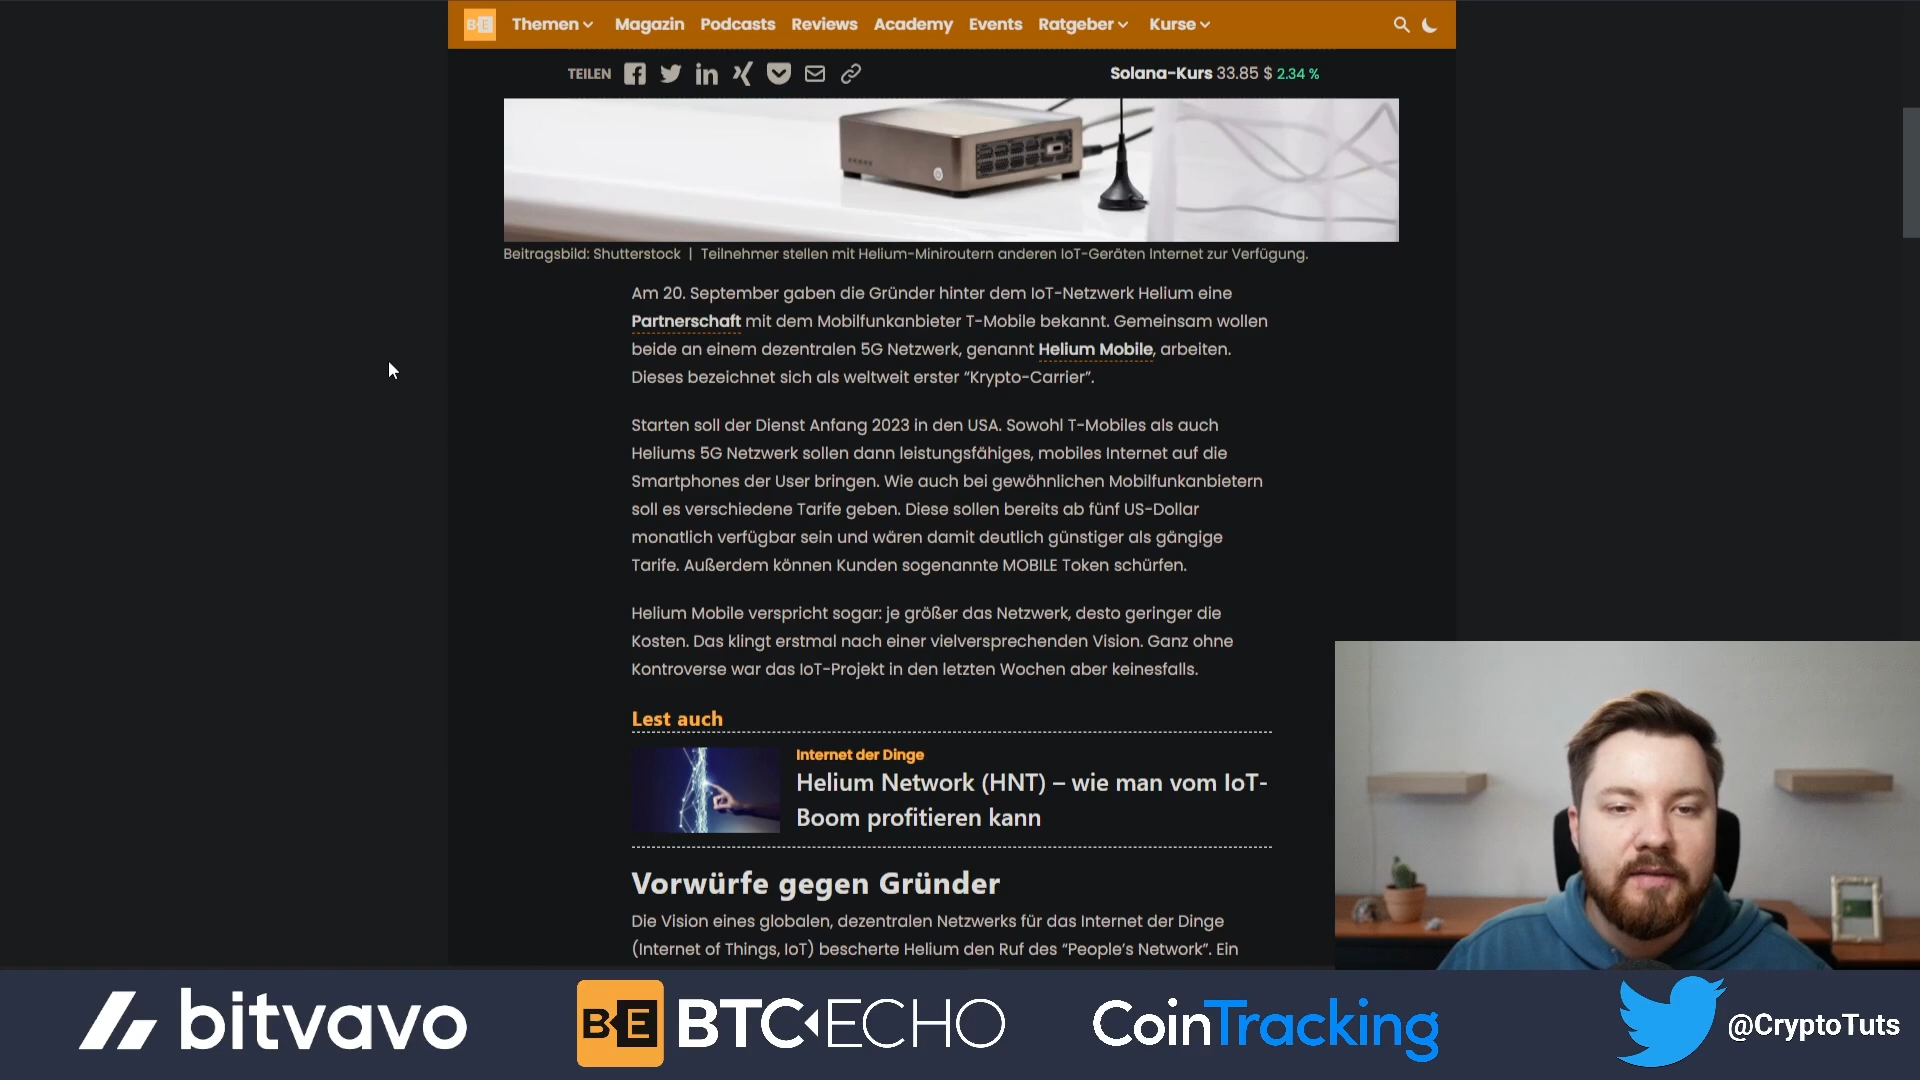 BE Themen Magazin Podcasts Reviews Academy Events Ratgeber Kurse
TEILEN
Solana-Kurs 33.85 $ 2.34 %
Beitragsbild: Shutterstock | Teilnehmer stellen mit Helium-Miniroutern anderen IoT-Geräten Internet zur Verfügung.
Am 20. September gaben die Gründer hinter dem IoT-Netzwerk Helium eine
Partnerschaft mit dem Mobilfunkanbieter T-Mobile bekannt. Gemeinsam wollen
beide an einem dezentralen 5G Netzwerk, genannt Helium Mobile, arbeiten.
Dieses bezeichnet sich als weltweit erster “Krypto-Carrier”.
Starten soll der Dienst Anfang 2023 in den USA. Sowohl T-Mobiles als auch
Heliums 5G Netzwerk sollen dann leistungsfähiges, mobiles Internet auf die
Smartphones der User bringen. Wie auch bei gewöhnlichen Mobilfunkanbietern
soll es verschiedene Tarife geben. Diese sollen bereits ab fünf US-Dollar
monatlich verfügbar sein und wären damit deutlich günstiger als gängige
Tarife. Außerdem können Kunden sogenannte MOBILE Token schürfen.
Helium Mobile verspricht sogar: je größer das Netzwerk, desto geringer die
Kosten. Das klingt erstmal nach einer vielversprechenden Vision. Ganz ohne
Kontroverse war das IoT-Projekt in den letzten Wochen aber keinesfalls.
Lest auch
Internet der Dinge
Helium Network (HNT) – wie man vom IoT-
Boom profitieren kann
Vorwürfe gegen Gründer
Die Vision eines globalen, dezentralen Netzwerks für das Internet der Dinge
(Internet of Things, IoT) bescherte Helium den Ruf des “People’s Network”. Ein
bitvavo
BE BTC ECHO
CoinTracking
@CryptoTuts